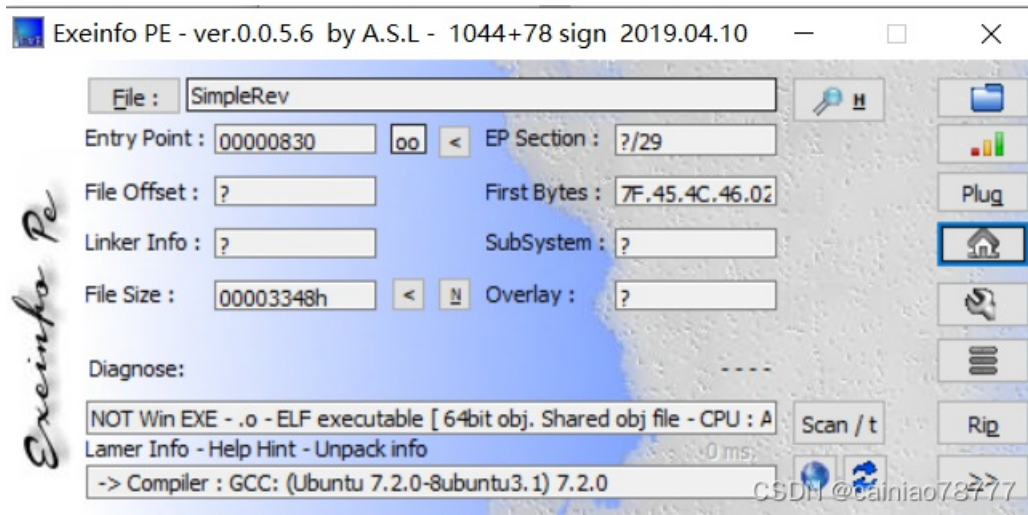 Exeinfo PE - ver.0.0.5.6 by A.S.L - 1044+78 sign 2019.04.10
Exeinfo Pe
File : SimpleRev H
Entry Point : 00000830 oo < EP Section : ?/29
File Offset : ? First Bytes : 7F.45.4C.46.02 Plug
Linker Info : ? SubSystem : ?
File Size : 00003348h < N Overlay : ?
Diagnose: ----
NOT Win EXE - .o - ELF executable [ 64bit obj. Shared obj file - CPU : A Scan / t Rip
Lamer Info - Help Hint - Unpack info 0 ms.
-> Compiler : GCC: (Ubuntu 7.2.0-8ubuntu3.1) 7.2.0 >>
CSDN @cainiao78777